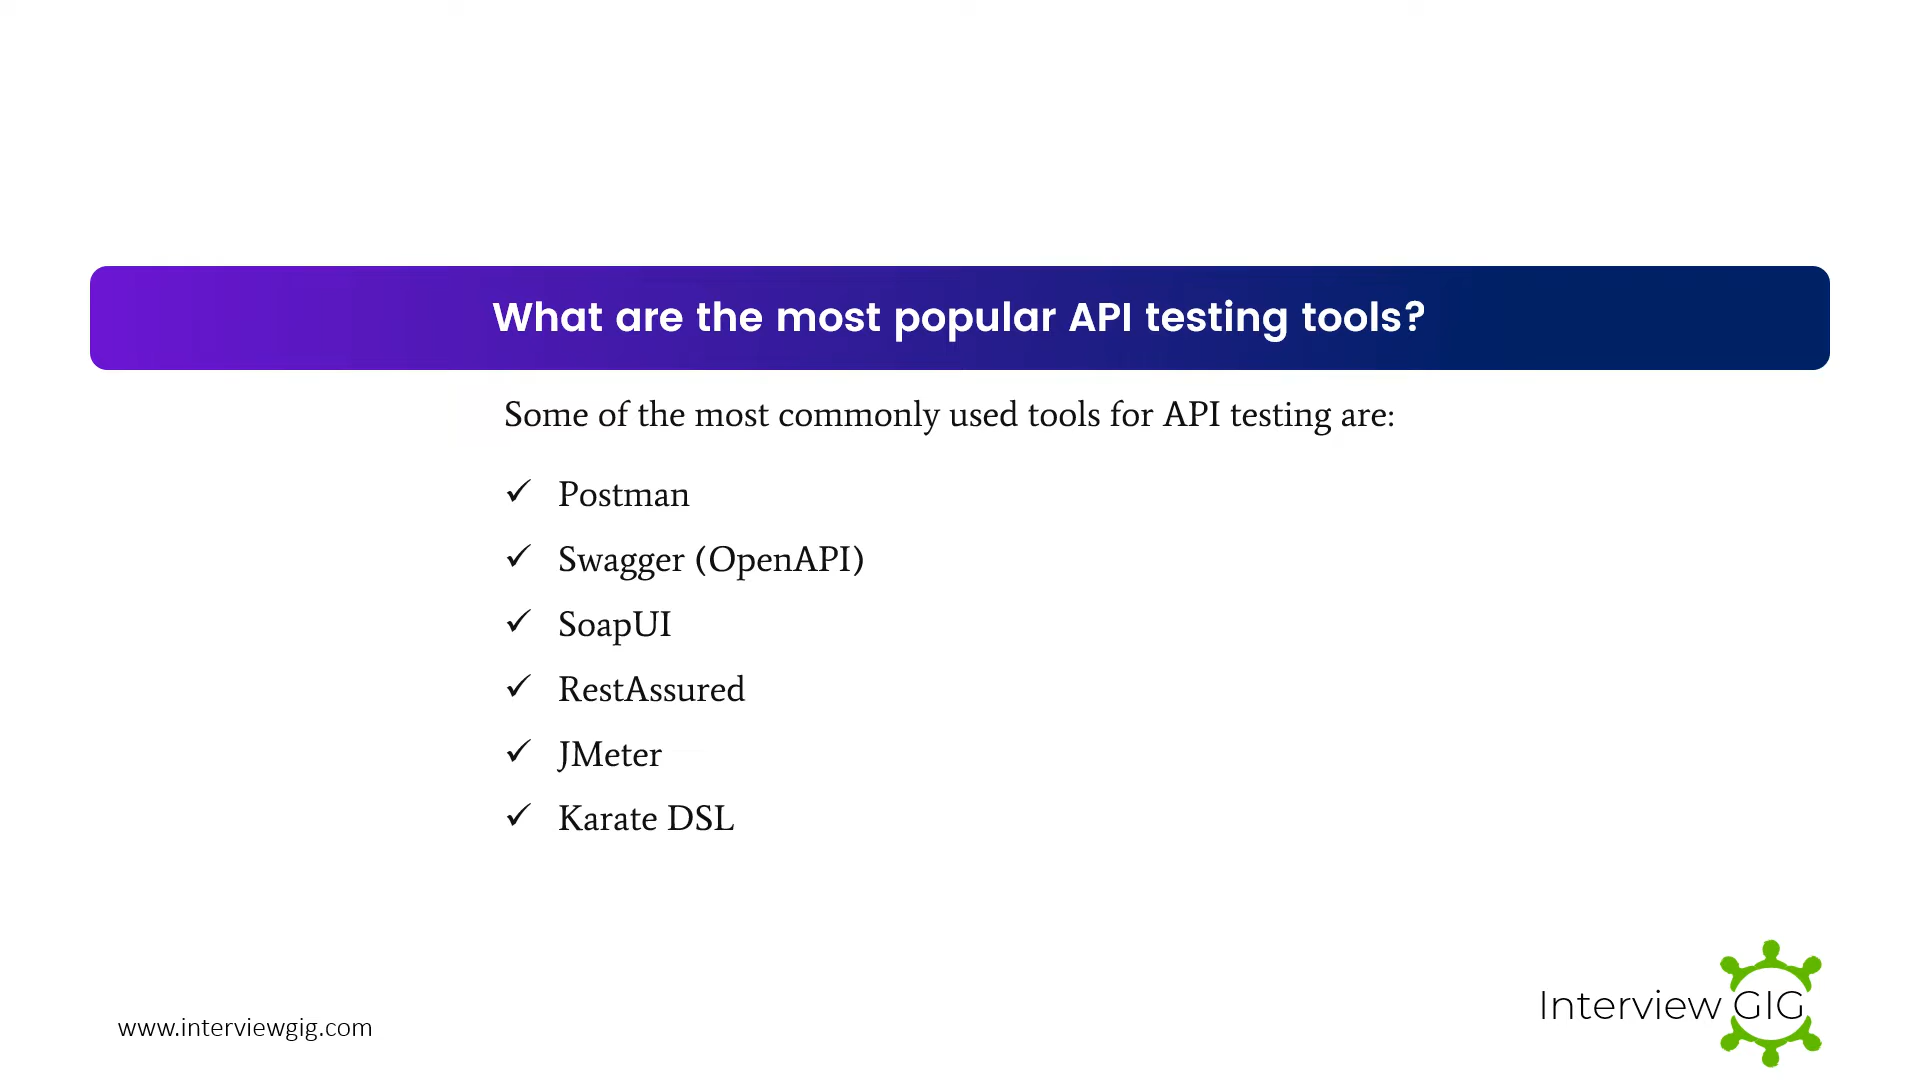 What are the most popular API testing tools?
Some of the most commonly used tools for API testing are:
✓ Postman
✓ Swagger (OpenAPI)
✓ SoapUI
✓ RestAssured
✓ JMeter
✓ Karate DSL
www.interviewgig.com
Interview GIG